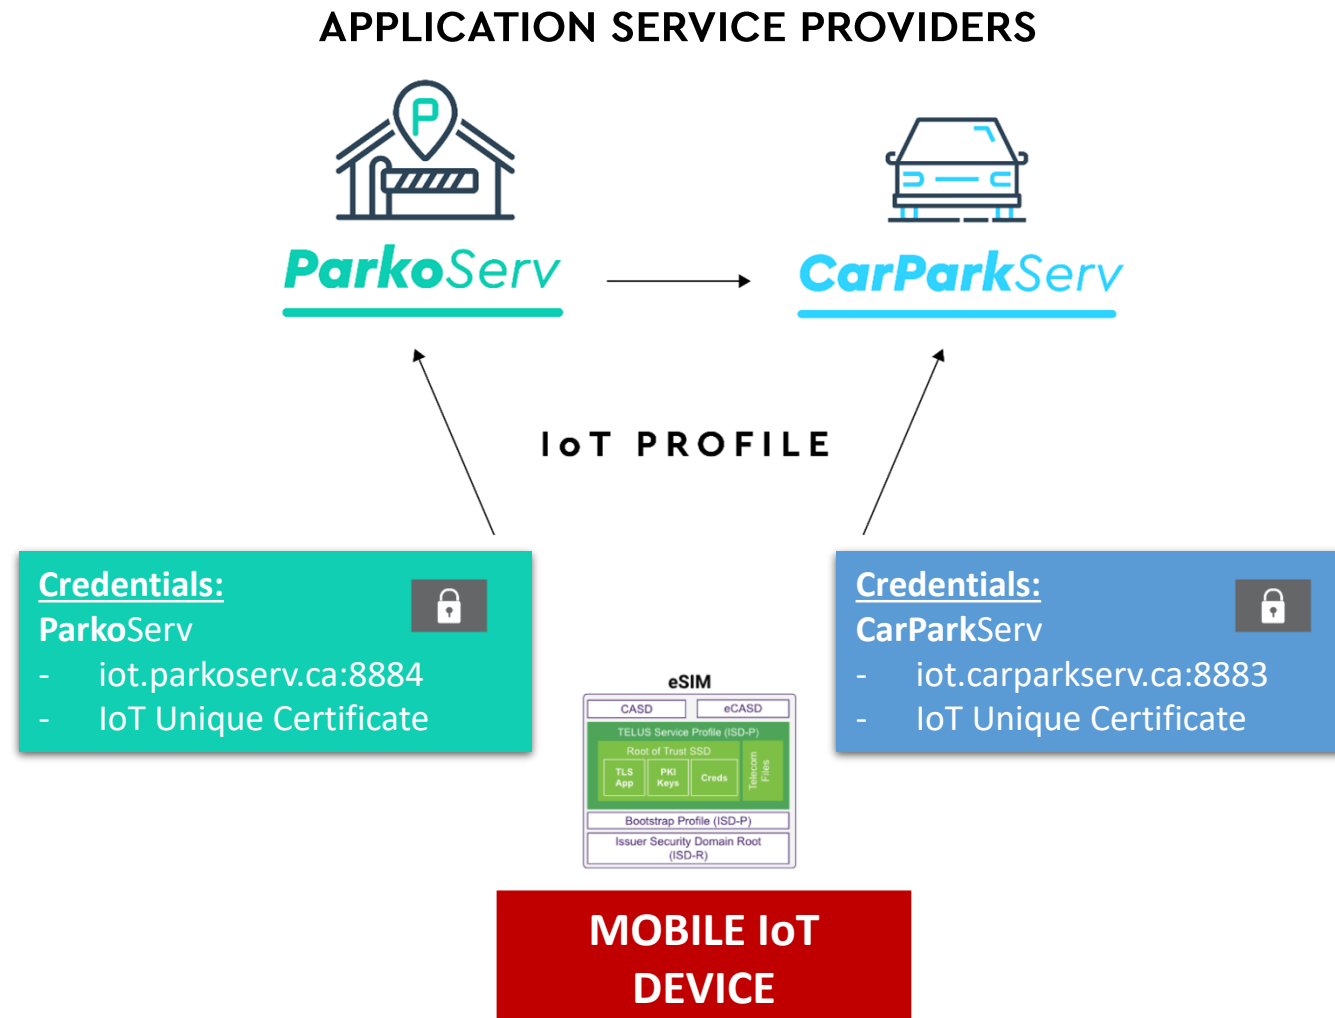 APPLICATION SERVICE PROVIDERS
P
ParkoServ
CarParkServ
IoT PROFILE
Credentials:
ParkoServ
- iot.parkoserv.ca:8884
- IoT Unique Certificate
Credentials:
CarParkServ
- iot.carparkserv.ca:8883
- IoT Unique Certificate
eSIM
CASD
eCASD
TELUS Service Profile (ISD-P)
Root of Trust SSD
TLS
App
PKI
Keys
Creds
Telecom
Files
Bootstrap Profile (ISD-P)
Issuer Security Domain Root
(ISD-R)
MOBILE IoT
DEVICE